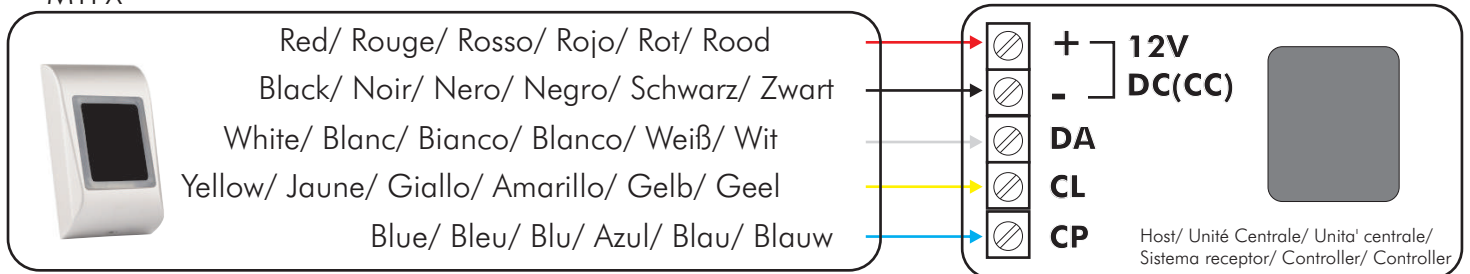 Red/ Rouge/ Rosso/ Rojo/ Rot/ Rood
Black/ Noir/ Nero/ Negro/ Schwarz/ Zwart
White/ Blanc/ Bianco/ Blanco/ Weiß/ Wit
Yellow/ Jaune/ Giallo/ Amarillo/ Gelb/ Geel
Blue/ Bleu/ Blu/ Azul/ Blau/ Blauw
+ 12V
- DC(CC)
DA
CL
CP
Host/ Unité Centrale/ Unita' centrale/
Sistema receptor/ Controller/ Controller